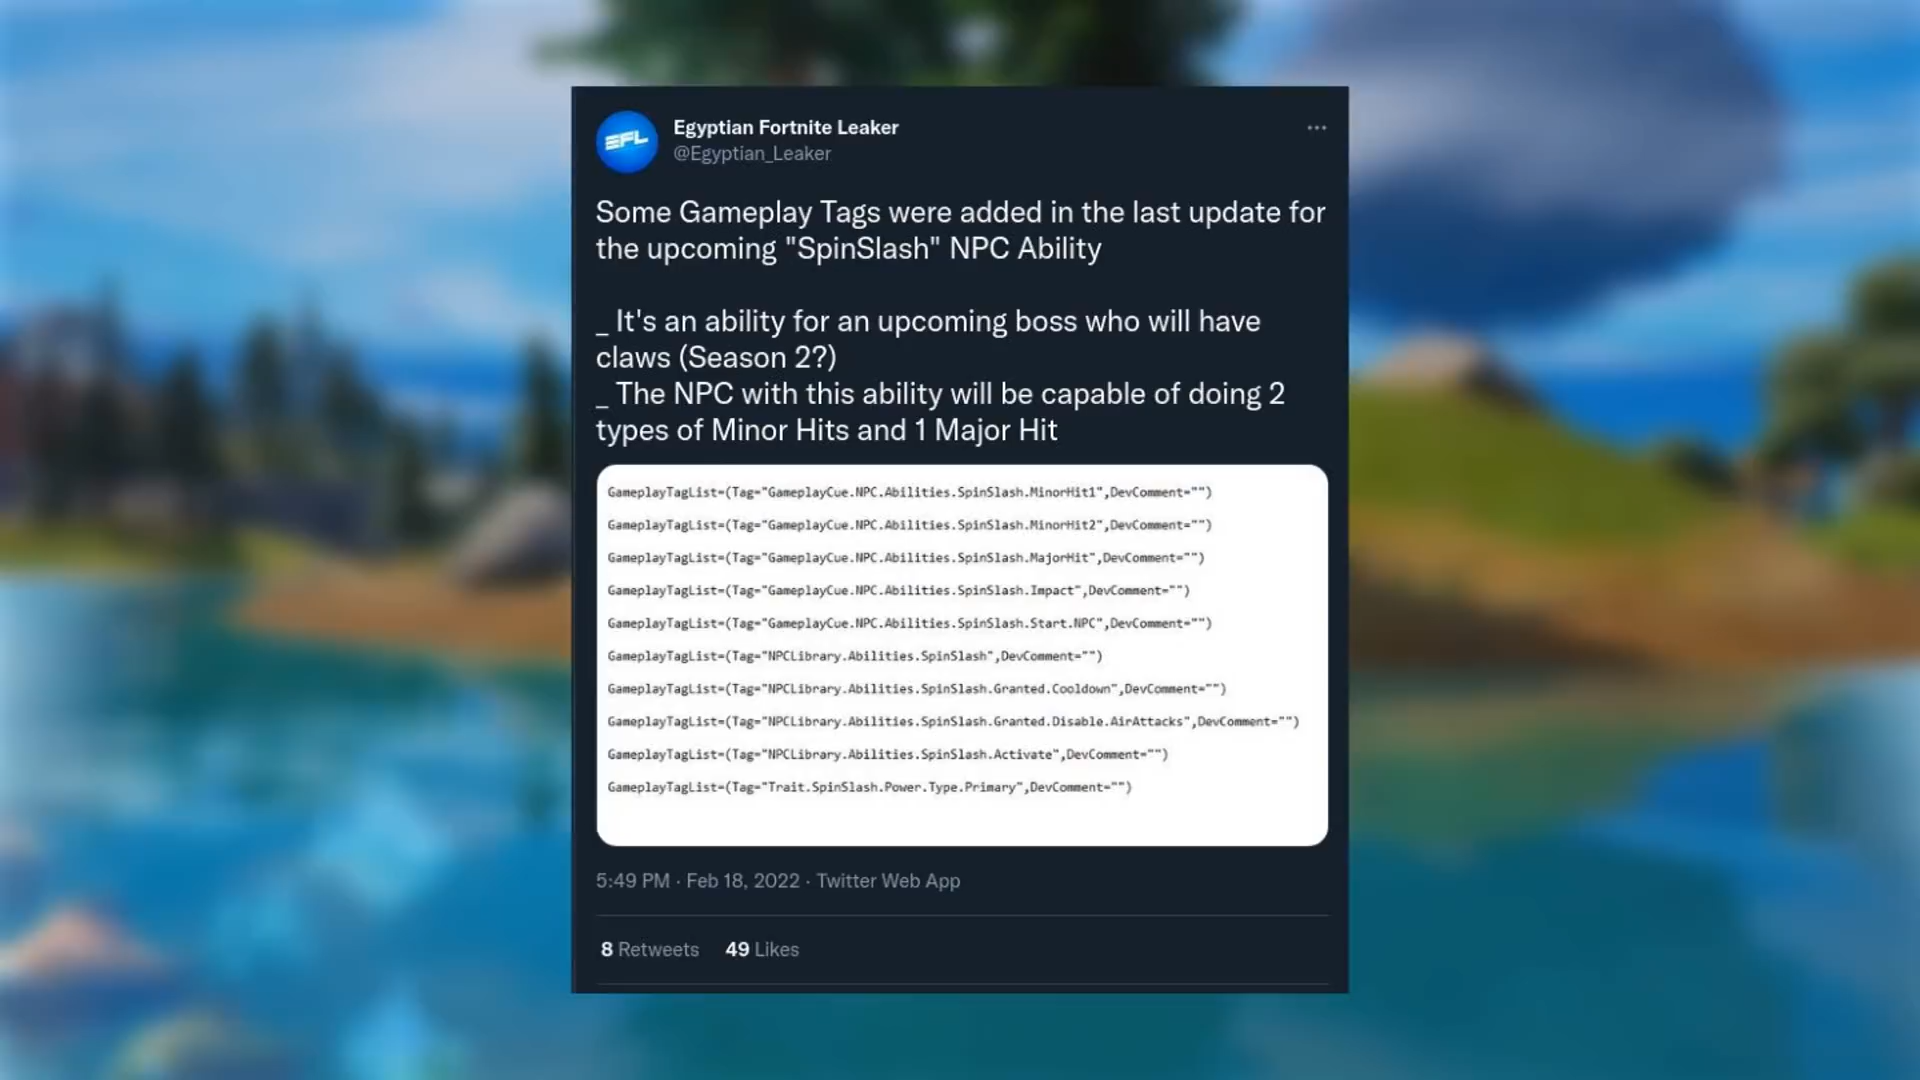 EFL
Egyptian Fortnite Leaker
@Egyptian_Leaker
Some Gameplay Tags were added in the last update for
the upcoming "SpinSlash" NPC Ability
_ It's an ability for an upcoming boss who will have
claws (Season 2?)
_ The NPC with this ability will be capable of doing 2
types of Minor Hits and 1 Major Hit
GameplayTagList=(Tag="GameplayCue.NPC.Abilities.SpinSlash.MinorHit1",DevComment="")
GameplayTagList=(Tag="GameplayCue.NPC.Abilities.SpinSlash.MinorHit2",DevComment="")
GameplayTagList=(Tag="GameplayCue.NPC.Abilities.SpinSlash.MajorHit",DevComment="")
GameplayTagList=(Tag="GameplayCue.NPC.Abilities.SpinSlash.Impact",DevComment="")
GameplayTagList=(Tag="GameplayCue.NPC.Abilities.SpinSlash.Start.NPC",DevComment="")
GameplayTagList=(Tag="NPCLibrary.Abilities.SpinSlash",DevComment="")
GameplayTagList=(Tag="NPCLibrary.Abilities.SpinSlash.Granted.Cooldown",DevComment="")
GameplayTagList=(Tag="NPCLibrary.Abilities.SpinSlash.Granted.Disable.AirAttacks",DevComment="")
GameplayTagList=(Tag="NPCLibrary.Abilities.SpinSlash.Activate",DevComment="")
GameplayTagList=(Tag="Trait.SpinSlash.Power.Type.Primary",DevComment="")
5:49 PM · Feb 18, 2022 · Twitter Web App
8 Retweets 49 Likes